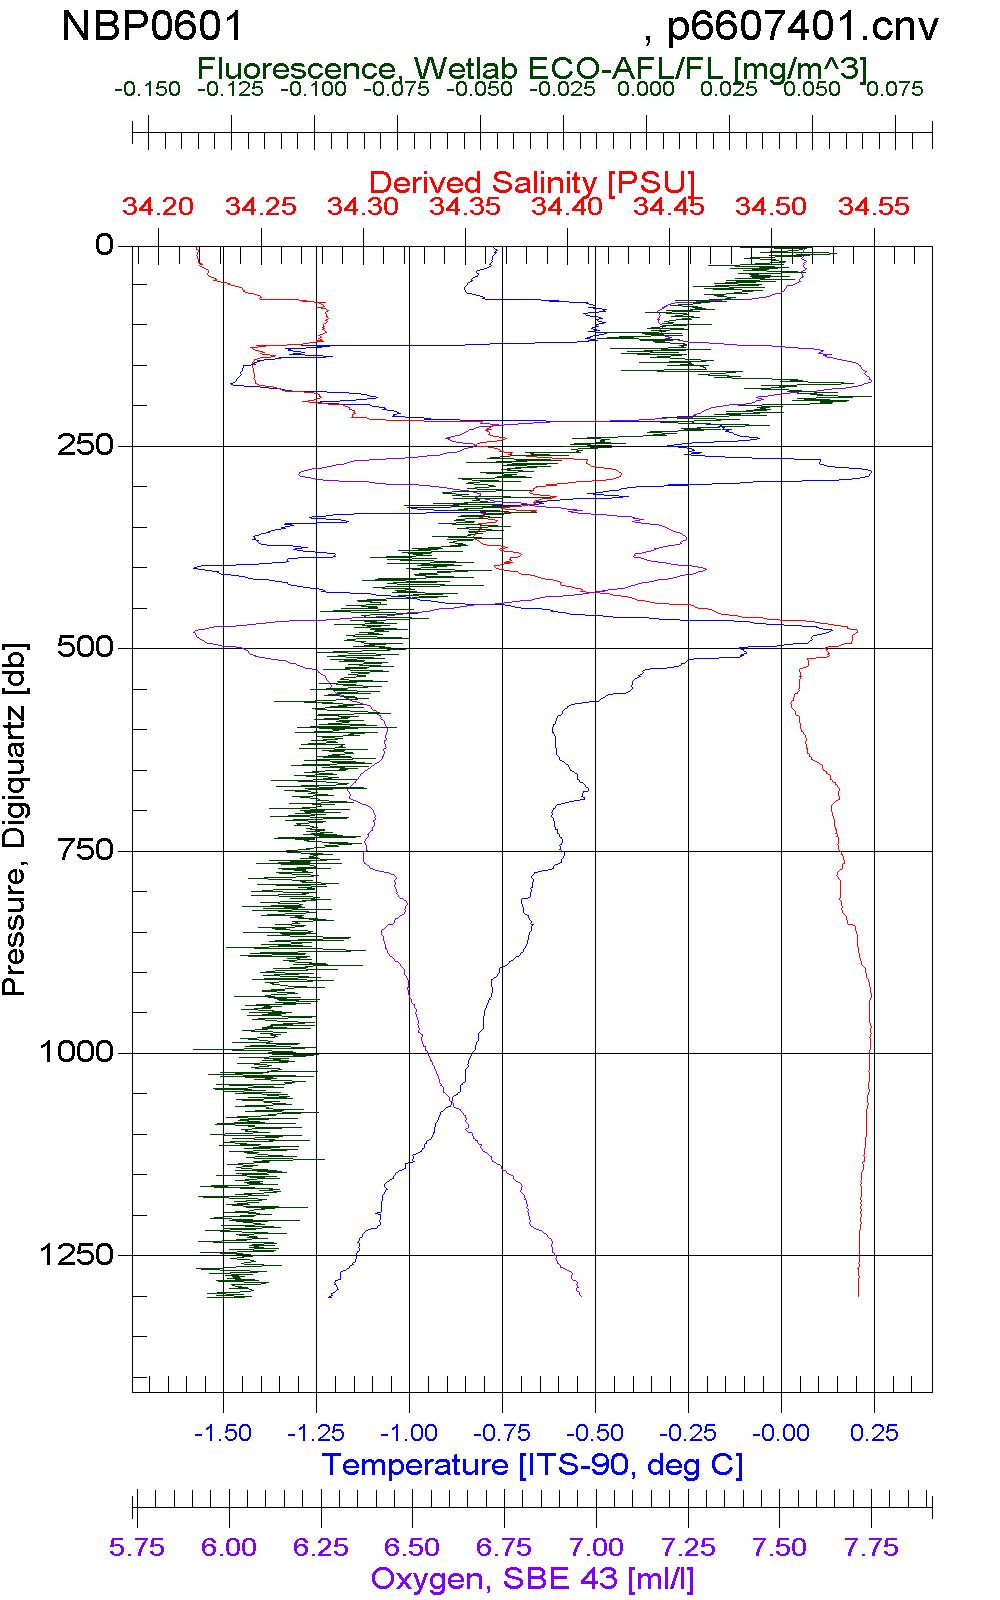 NBP0601 , p6607401.cnv
Fluorescence, Wetlab ECO-AFL/FL [mg/m^3]
-0.150 -0.125 -0.100 -0.075 -0.050 -0.025 0.000 0.025 0.050 0.075
Derived Salinity [PSU]
34.20 34.25 34.30 34.35 34.40 34.45 34.50 34.55
0
250
500
750
1000
1250
Pressure, Digiquartz [db]
-1.50 -1.25 -1.00 -0.75 -0.50 -0.25 -0.00 0.25
Temperature [ITS-90, deg C]
5.75 6.00 6.25 6.50 6.75 7.00 7.25 7.50 7.75
Oxygen, SBE 43 [ml/l]